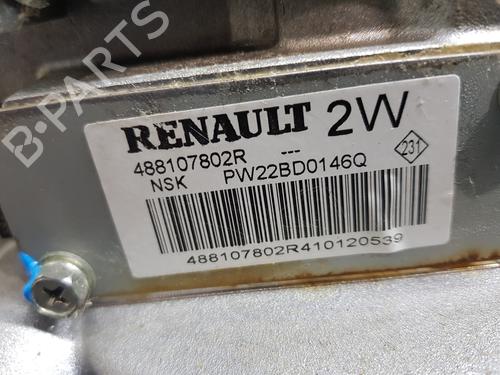 RENAULT 2W
488107802R ---
NSK PW22BD0146Q
231
488107802R410120539
B-PARTS